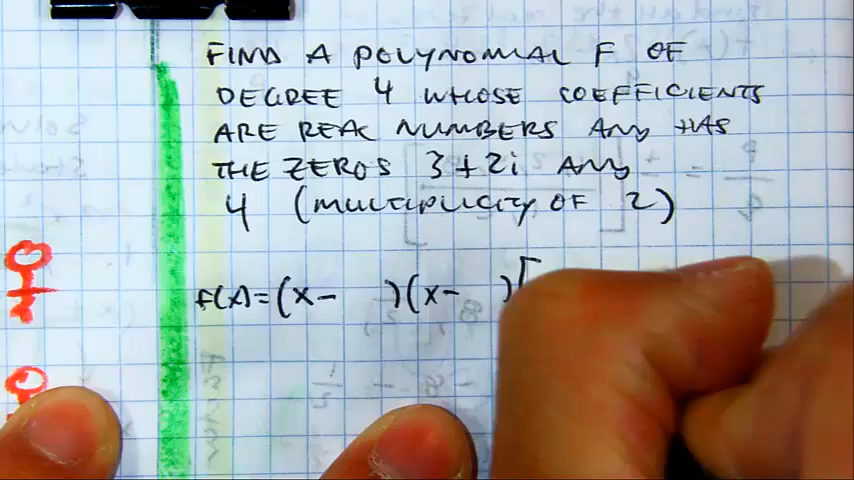 FIND A POLYNOMIAL F OF
DEGREE 4 WHOSE COEFFICIENTS
ARE REAL NUMBERS AND HAS
THE ZEROS 3+2i AND
4 (MULTIPLICITY OF 2)
f(x)=(x- )(x- )[